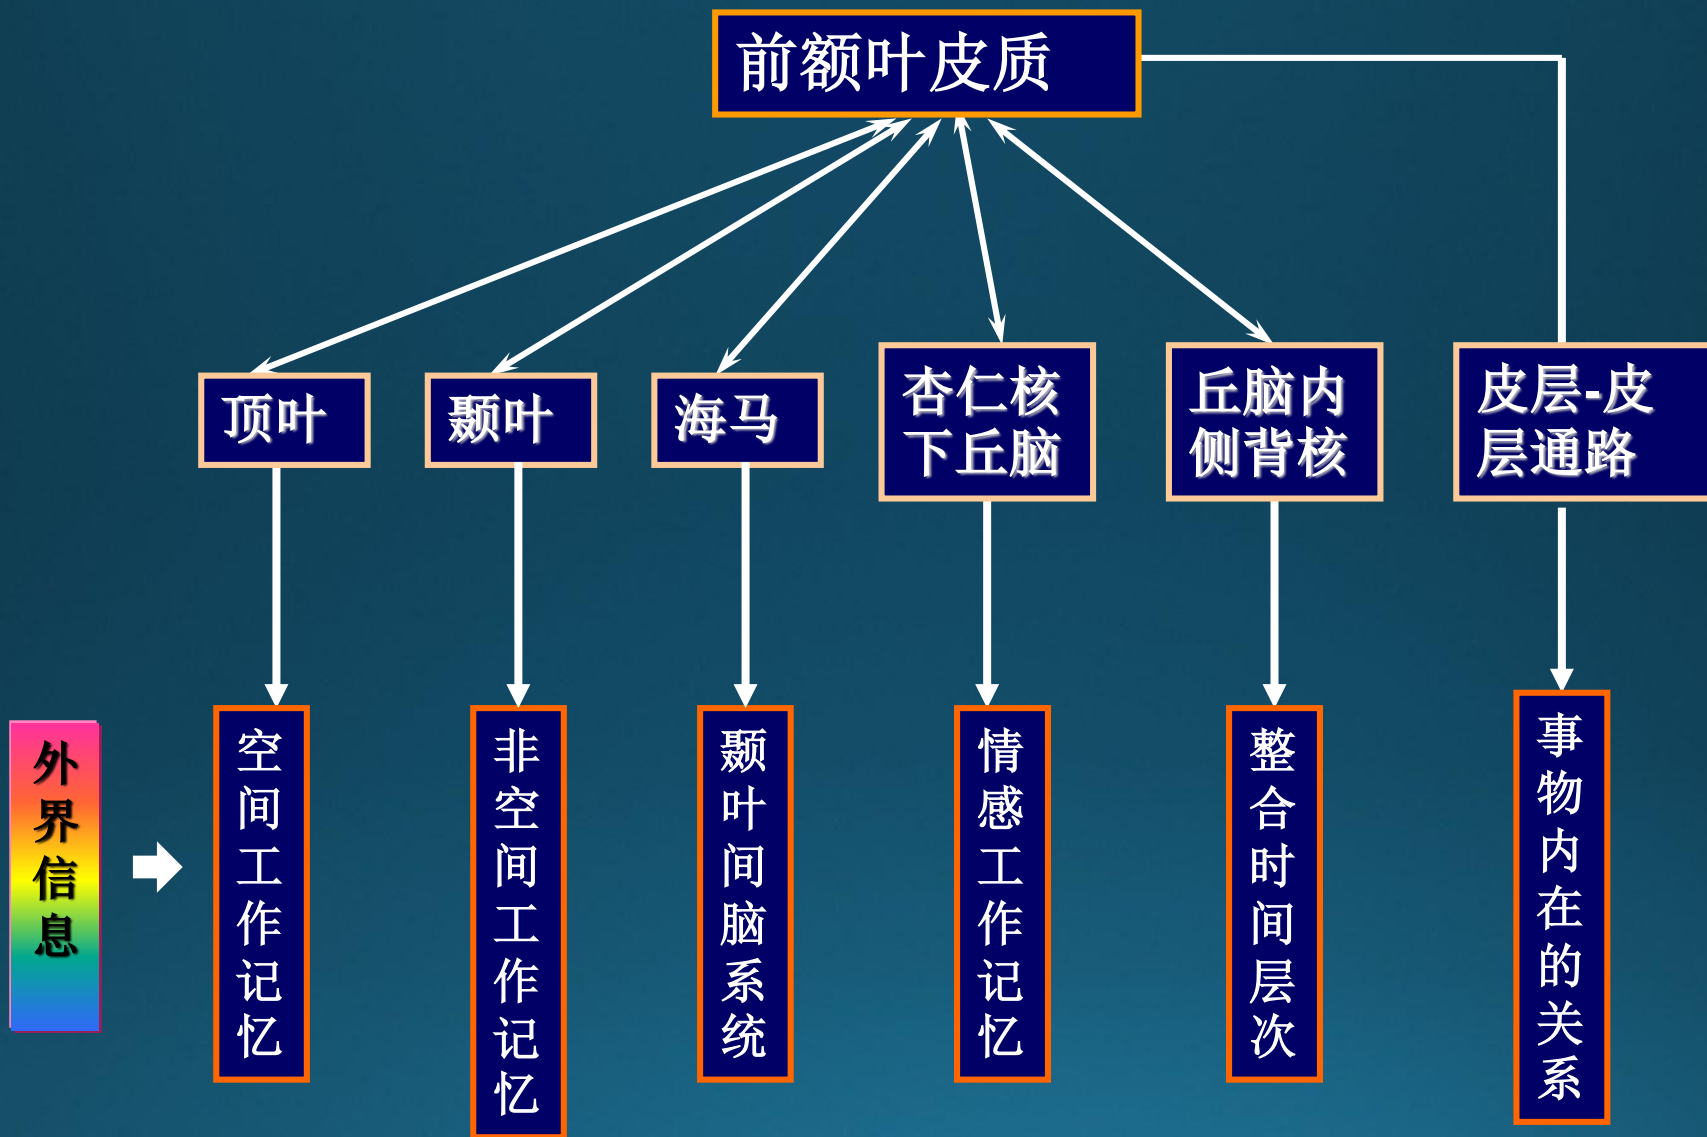 前额叶皮质
顶叶
颞叶
海马
杏仁核
下丘脑
丘脑内
侧背核
皮层-皮
层通路
外界信息
空间工作记忆
非空间工作记忆
颞叶间脑系统
情感工作记忆
整合时间层次
事物内在的关系